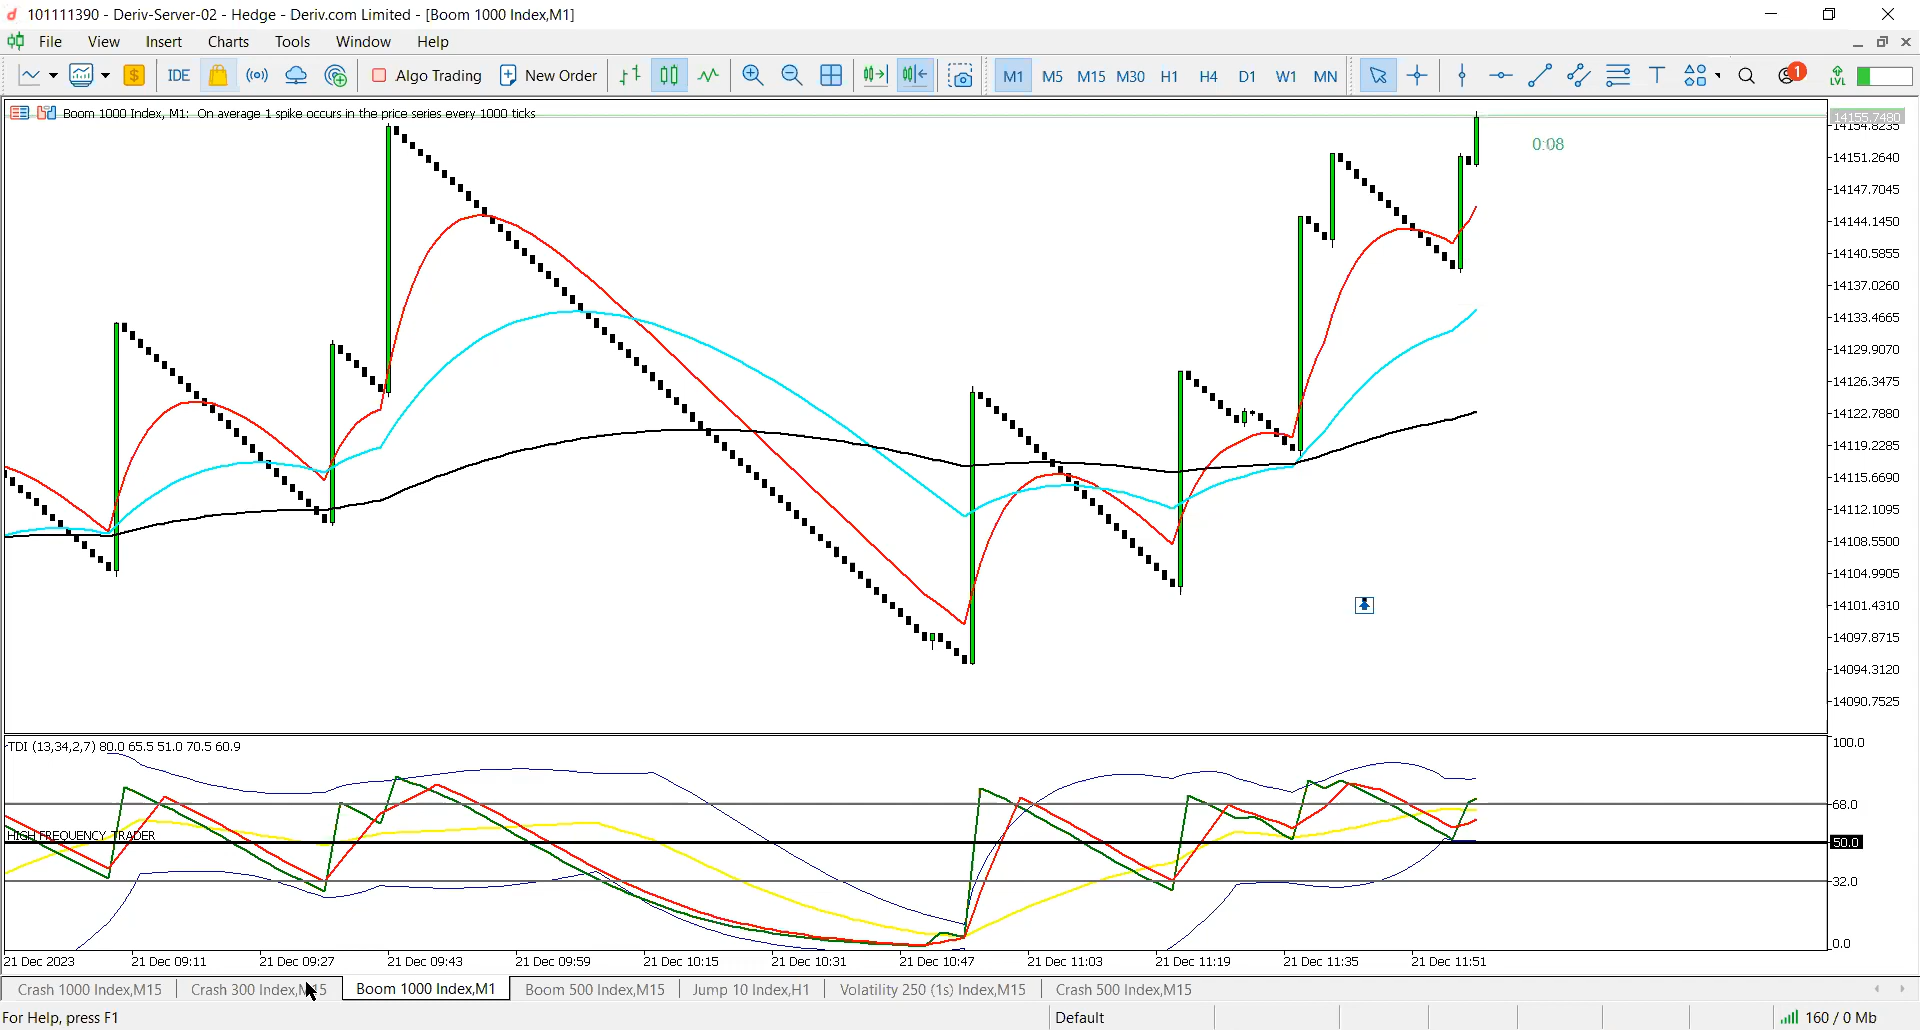 101111390 - Deriv-Server-02 - Hedge - Deriv.com Limited - [Boom 1000 Index,M1]
File View Insert Charts Tools Window Help
IDE Algo Trading New Order M1 M5 M15 M30 H1 H4 D1 W1 MN T 1 LVL
Boom 1000 Index, M1: On average 1 spike occurs in the price series every 1000 ticks
14155.7480
14154.8235
0:08
14151.2640
14147.7045
14144.1450
14140.5855
14137.0260
14133.4665
14129.9070
14126.3475
14122.7880
14119.2285
14115.6690
14112.1095
14108.5500
14104.9905
14101.4310
14097.8715
14094.3120
14090.7525
TDI (13,34,2,7) 80.0 65.5 51.0 70.5 60.9
100.0
68.0
HIGH FREQUENCY TRADER
50.0
32.0
0.0
21 Dec 2023 21 Dec 09:11 21 Dec 09:27 21 Dec 09:43 21 Dec 09:59 21 Dec 10:15 21 Dec 10:31 21 Dec 10:47 21 Dec 11:03 21 Dec 11:19 21 Dec 11:35 21 Dec 11:51
Crash 1000 Index,M15 Crash 300 Index,M15 Boom 1000 Index,M1 Boom 500 Index,M15 Jump 10 Index,H1 Volatility 250 (1s) Index,M15 Crash 500 Index,M15
For Help, press F1 Default 160 / 0 Mb